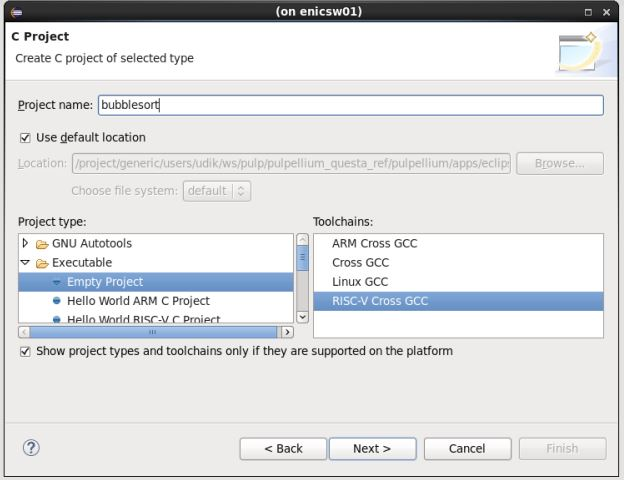 (on enicsw01)
C Project
Create C project of selected type
Project name: bubblesort
Use default location
Location: /project/generic/users/udik/ws/pulp/pulpellium_questa_ref/pulpellium/apps/eclips Browse...
Choose file system: default
Project type: Toolchains:
GNU Autotools ARM Cross GCC
Executable Cross GCC
Empty Project Linux GCC
Hello World ARM C Project RISC-V Cross GCC
Hello World RISC-V C Project
Show project types and toolchains only if they are supported on the platform
? < Back Next > Cancel Finish